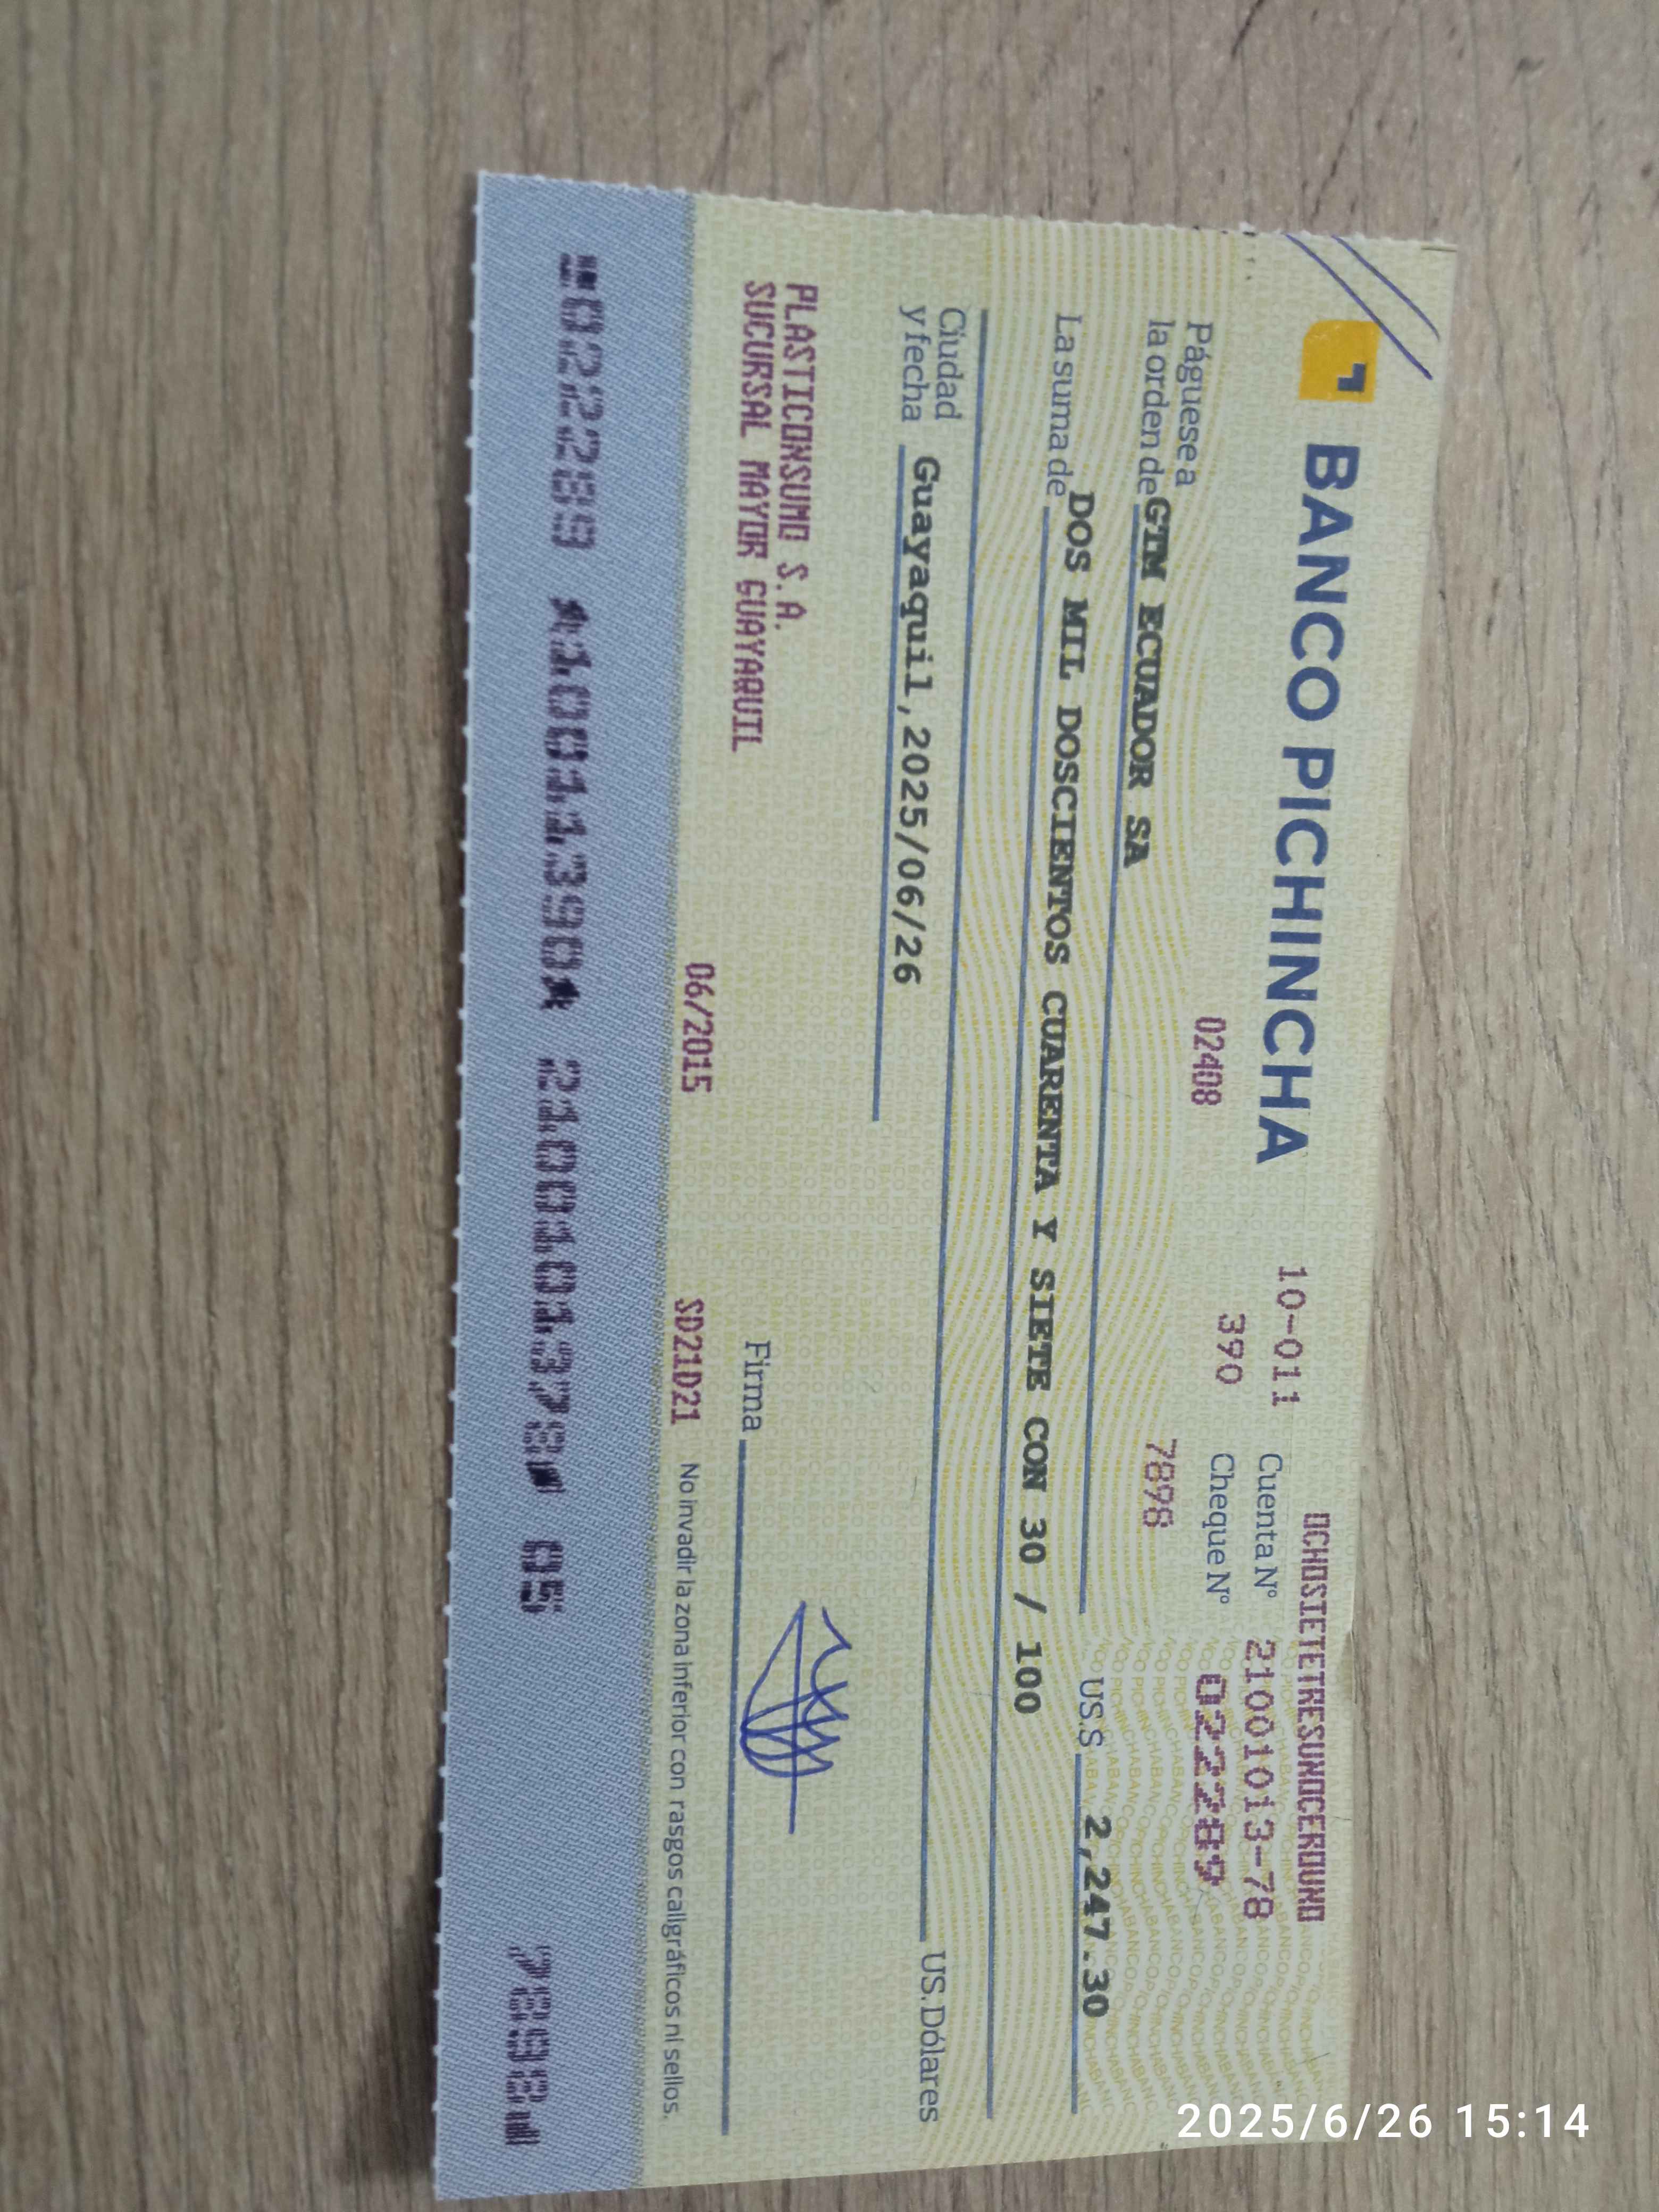 BANCO PICHINCHA
OCHOSIETETRESUNOCEROUNO
10-011 Cuenta Nº 21001013-78
390 Cheque Nº 022289
02408
7898
Páguese a
la orden de GTM ECUADOR SA US.$ 2,247.30
La suma de DOS MIL DOSCIENTOS CUARENTA Y SIETE CON 30 / 100
US. Dólares
Ciudad
y fecha Guayaquil, 2025/06/26
PLASTICONSUMO S.A.
SUCURSAL MAYOR GUAYAQUIL
Firma
06/2015 SD21D21 No invadir la zona inferior con rasgos caligráficos ni sellos.
022289 10011390 2100101378 05 7898
2025/6/26 15:14